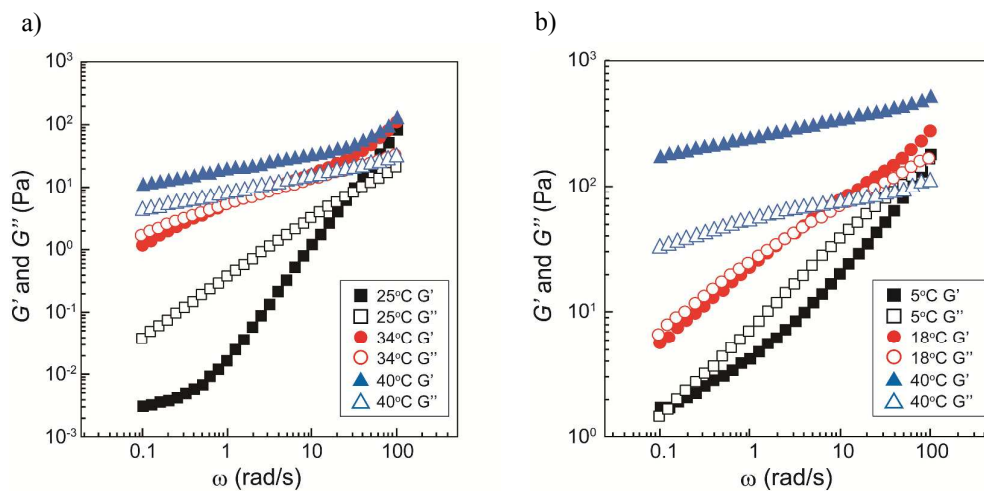 a)
10³
10²
10¹
10⁰
10⁻¹
10⁻²
10⁻³
G' and G'' (Pa)
25°C G'
25°C G''
34°C G'
34°C G''
40°C G'
40°C G''
0.1 1 10 100
ω (rad/s)
b)
10³
10²
10¹
10⁰
G' and G'' (Pa)
5°C G'
5°C G''
18°C G'
18°C G''
40°C G'
40°C G''
0.1 1 10 100
ω (rad/s)